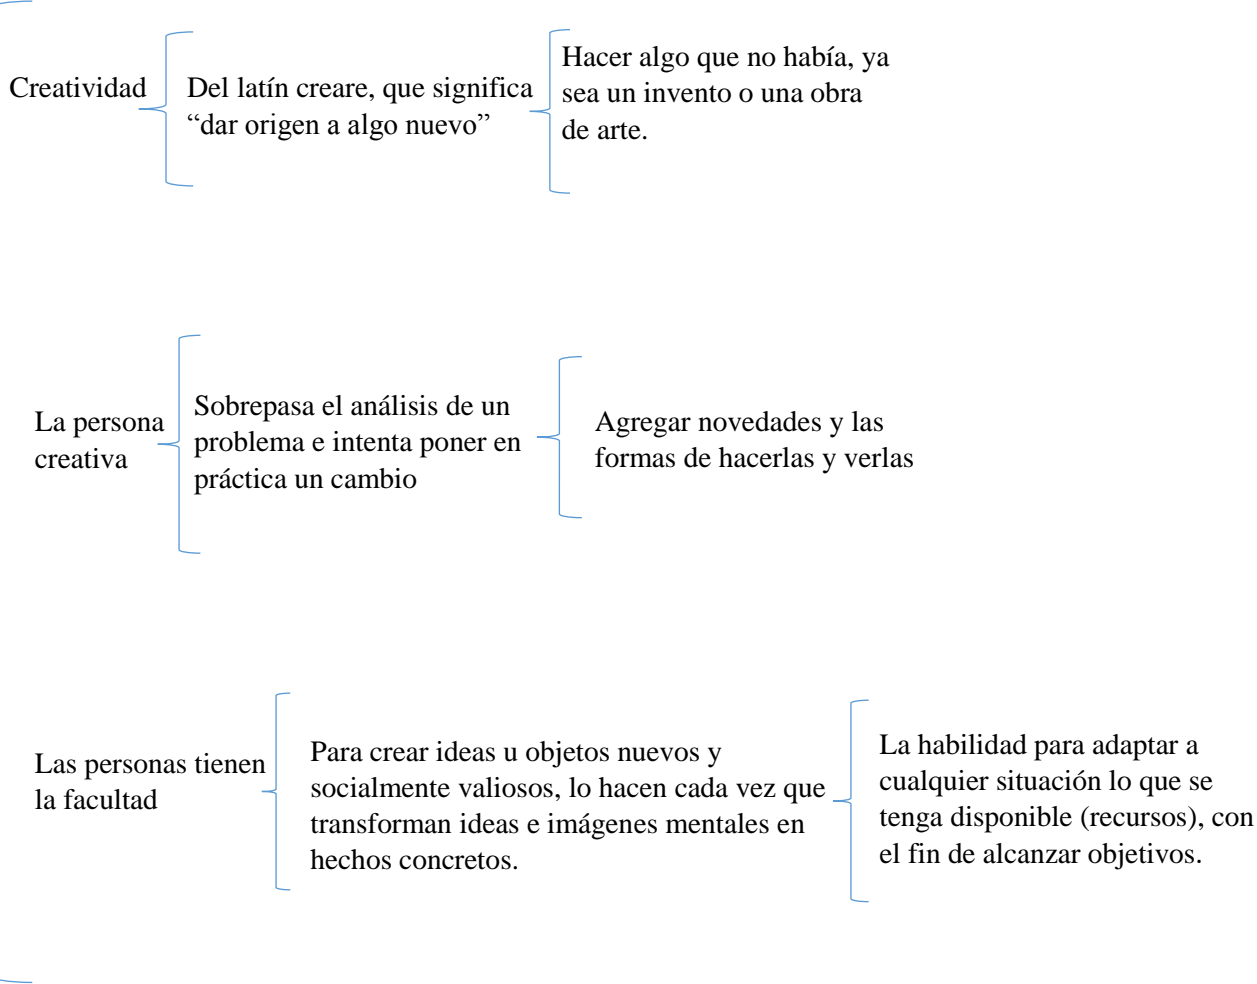 Creatividad
Del latín creare, que significa
“dar origen a algo nuevo”
Hacer algo que no había, ya
sea un invento o una obra
de arte.
La persona
creativa
Sobrepasa el análisis de un
problema e intenta poner en
práctica un cambio
Agregar novedades y las
formas de hacerlas y verlas
Las personas tienen
la facultad
Para crear ideas u objetos nuevos y
socialmente valiosos, lo hacen cada vez que
transforman ideas e imágenes mentales en
hechos concretos.
La habilidad para adaptar a
cualquier situación lo que se
tenga disponible (recursos), con
el fin de alcanzar objetivos.